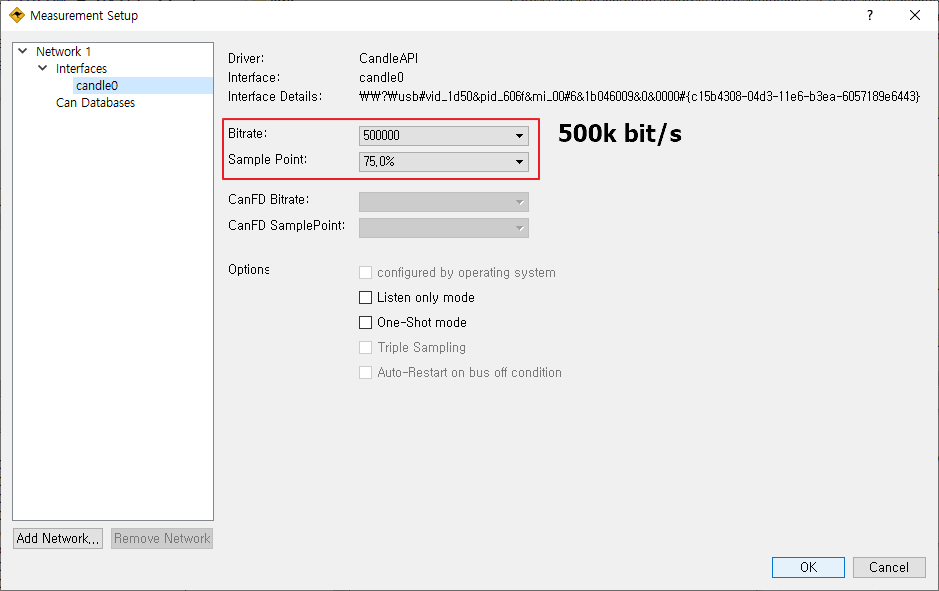 Measurement Setup
?
Network 1
Interfaces
candle0
Can Databases
Driver: CandleAPI
Interface: candle0
Interface Details: ₩₩?₩usb#vid_1d50&pid_606f&mi_00#6&1b046009&0&0000#{c15b4308-04d3-11e6-b3ea-6057189e6443}
Bitrate: 500000
500k bit/s
Sample Point: 75.0%
CanFD Bitrate:
CanFD SamplePoint:
Options
configured by operating system
Listen only mode
One-Shot mode
Triple Sampling
Auto-Restart on bus off condition
Add Network... Remove Network
OK Cancel